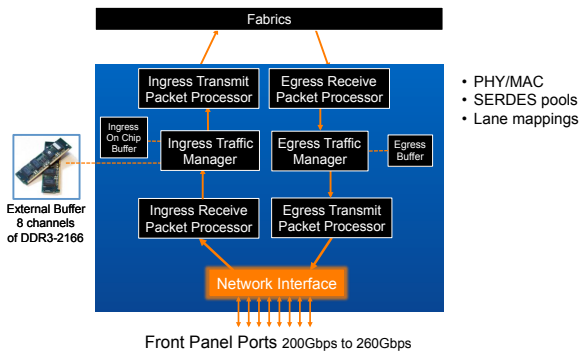 Fabrics
Ingress Transmit
Packet Processor
Egress Receive
Packet Processor
• PHY/MAC
• SERDES pools
• Lane mappings
Ingress
On Chip
Buffer
Ingress Traffic
Manager
Egress Traffic
Manager
Egress
Buffer
External Buffer
8 channels
of DDR3-2166
Ingress Receive
Packet Processor
Egress Transmit
Packet Processor
Network Interface
Front Panel Ports 200Gbps to 260Gbps